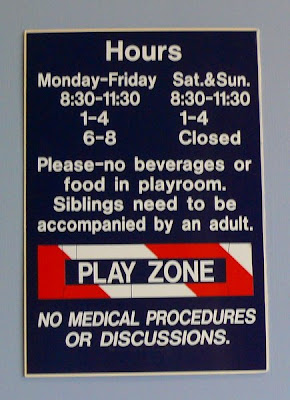 Hours
Monday-Friday Sat.&Sun.
8:30-11:30 8:30-11:30
1-4 1-4
6-8 Closed
Please-no beverages or
food in playroom.
Siblings need to be
accompanied by an adult.
PLAY ZONE
NO MEDICAL PROCEDURES
OR DISCUSSIONS.